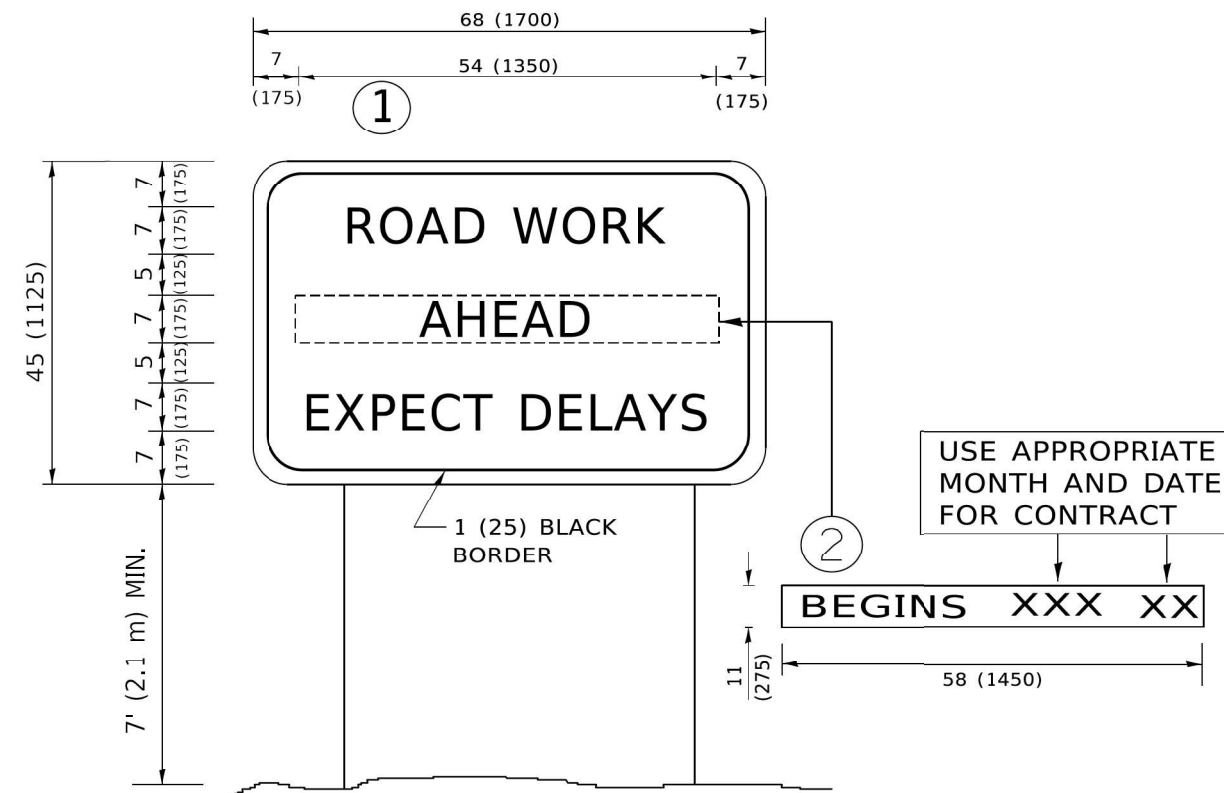 68 (1700)
7
54 (1350)
7
(175)
(175)
1
7
(175)
7
(175)
5
(125)
7
(175)
5
(125)
7
(175)
7
(175)
45 (1125)
ROAD WORK
AHEAD
EXPECT DELAYS
1 (25) BLACK
BORDER
7' (2.1 m) MIN.
USE APPROPRIATE
MONTH AND DATE
FOR CONTRACT
2
BEGINS XXX XX
11
(275)
58 (1450)